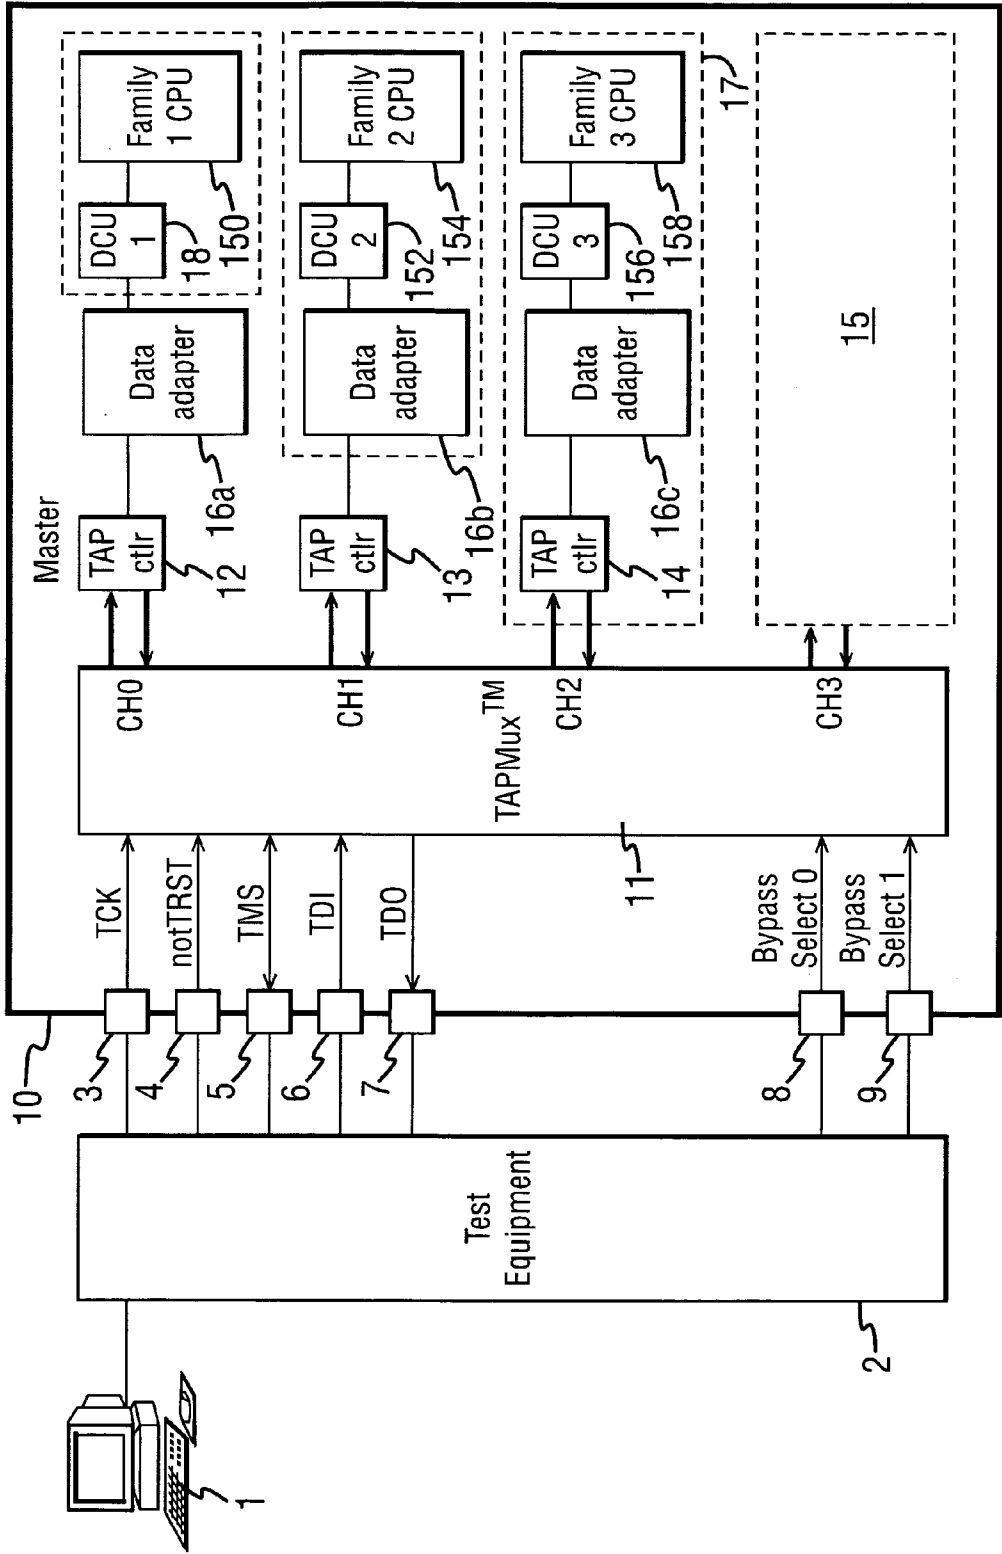 1
Test
Equipment
2
10
3
4
5
6
7
8
9
TCK
notTRST
TMS
TDI
TDO
Bypass
Select 0
Bypass
Select 1
TAPMux™
11
CH0
CH1
CH2
CH3
Master
TAP
ctlr
12
Data
adapter
16a
DCU
1
18
Family
1 CPU
150
TAP
ctlr
13
Data
adapter
16b
DCU
2
152
Family
2 CPU
154
TAP
ctlr
14
Data
adapter
16c
DCU
3
156
Family
3 CPU
158
17
15